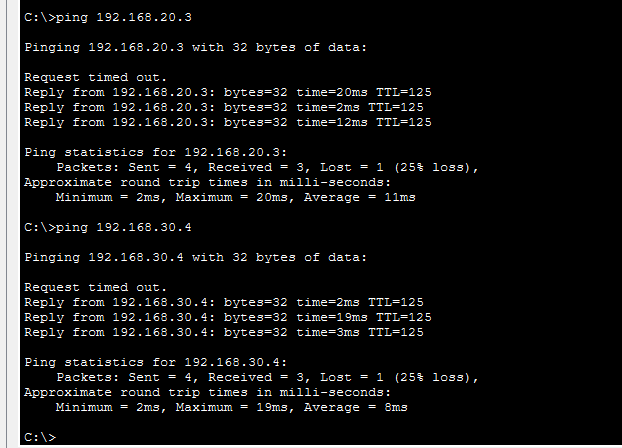 C:\>ping 192.168.20.3
Pinging 192.168.20.3 with 32 bytes of data:
Request timed out.
Reply from 192.168.20.3: bytes=32 time=20ms TTL=125
Reply from 192.168.20.3: bytes=32 time=2ms TTL=125
Reply from 192.168.20.3: bytes=32 time=12ms TTL=125
Ping statistics for 192.168.20.3:
    Packets: Sent = 4, Received = 3, Lost = 1 (25% loss),
Approximate round trip times in milli-seconds:
    Minimum = 2ms, Maximum = 20ms, Average = 11ms
C:\>ping 192.168.30.4
Pinging 192.168.30.4 with 32 bytes of data:
Request timed out.
Reply from 192.168.30.4: bytes=32 time=2ms TTL=125
Reply from 192.168.30.4: bytes=32 time=19ms TTL=125
Reply from 192.168.30.4: bytes=32 time=3ms TTL=125
Ping statistics for 192.168.30.4:
    Packets: Sent = 4, Received = 3, Lost = 1 (25% loss),
Approximate round trip times in milli-seconds:
    Minimum = 2ms, Maximum = 19ms, Average = 8ms
C:\>